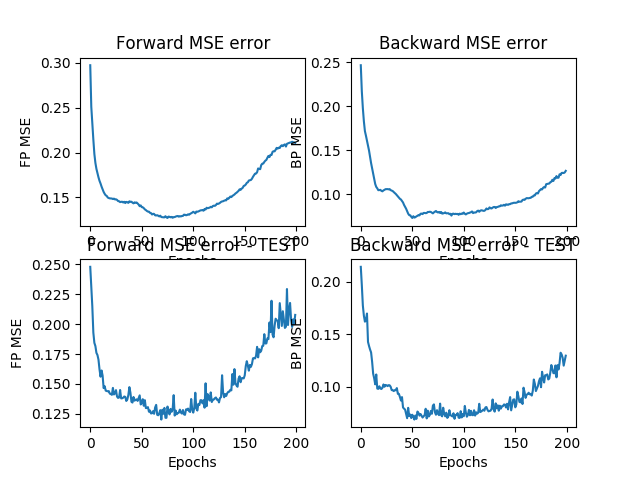 Forward MSE error
Backward MSE error
0.30
0.25
0.20
0.15
FP MSE
0 50 100 150 200
Epochs
0.25
0.20
0.15
0.10
BP MSE
0 50 100 150 200
Epochs
Forward MSE error - TEST
Backward MSE error - TEST
0.250
0.225
0.200
0.175
0.150
0.125
FP MSE
0 50 100 150 200
Epochs
0.20
0.15
0.10
BP MSE
0 50 100 150 200
Epochs